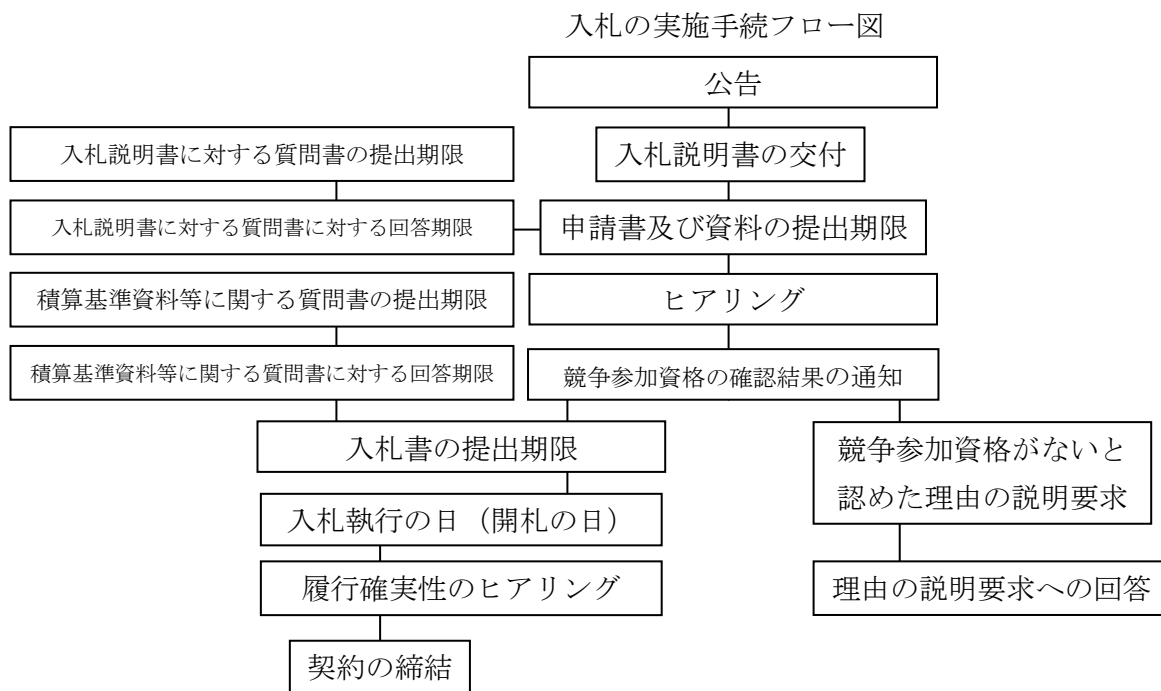 入札の実施手続フロー図
公告
入札説明書に対する質問書の提出期限
入札説明書の交付
入札説明書に対する質問書に対する回答期限
申請書及び資料の提出期限
積算基準資料等に関する質問書の提出期限
ヒアリング
積算基準資料等に関する質問書に対する回答期限
競争参加資格の確認結果の通知
入札書の提出期限
競争参加資格がないと
認めた理由の説明要求
入札執行の日（開札の日）
履行確実性のヒアリング
理由の説明要求への回答
契約の締結